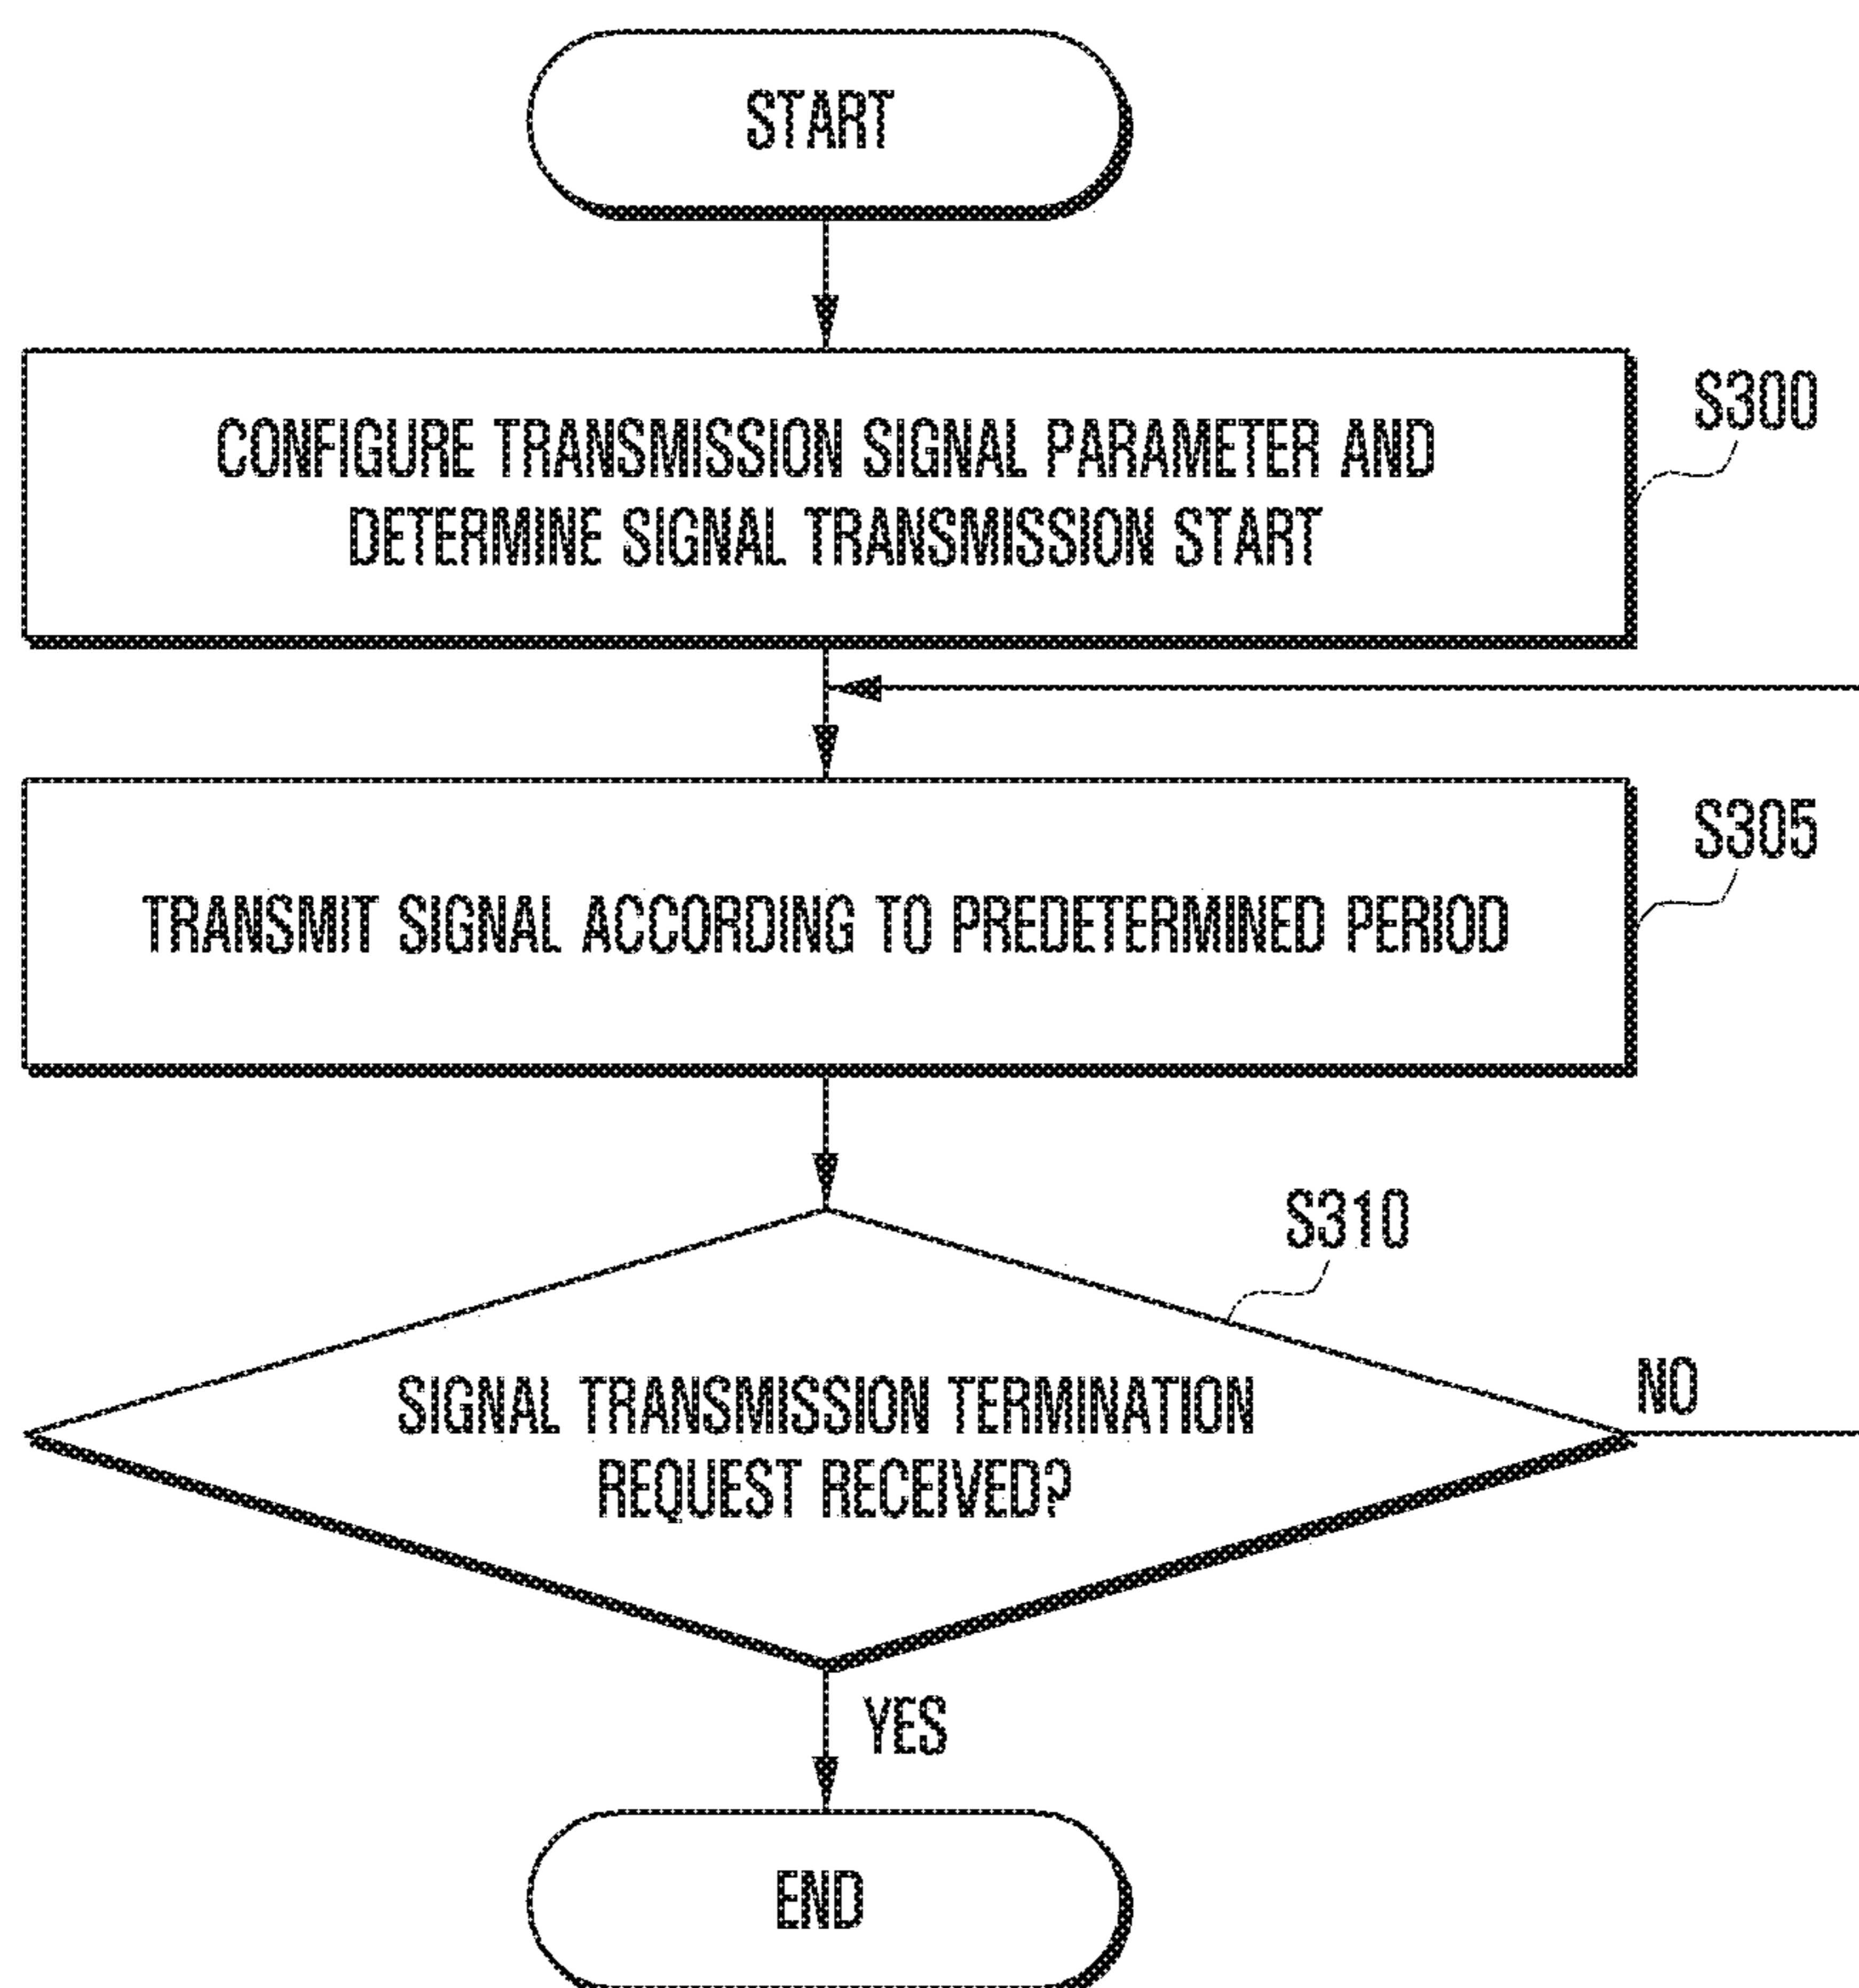 START
CONFIGURE TRANSMISSION SIGNAL PARAMETER AND
DETERMINE SIGNAL TRANSMISSION START
S300
TRANSMIT SIGNAL ACCORDING TO PREDETERMINED PERIOD
S305
S310
SIGNAL TRANSMISSION TERMINATION
REQUEST RECEIVED?
NO
YES
END